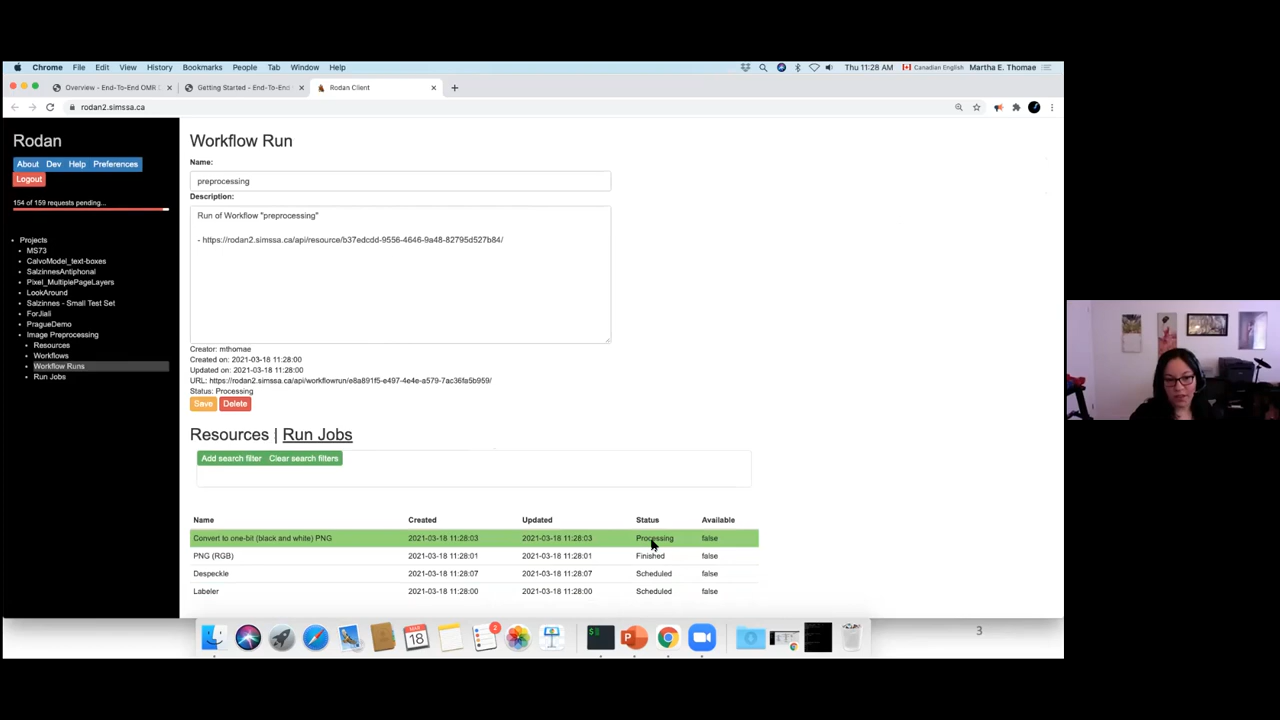 Chrome File Edit View History Bookmarks People Tab Window Help Thu 11:28 AM Canadian English Martha E. Thomae
Overview - End-To-End OMR Getting Started - End-To-End Rodan Client
rodan2.simssa.ca
Rodan
About Dev Help Preferences
Logout
154 of 159 requests pending...
Projects
MS73
CalvoModel_text-boxes
SalzinnesAntiphonal
Pixel_MultiplePageLayers
LookAround
Salzinnes - Small Test Set
ForJiali
PragueDemo
Image Preprocessing
Resources
Workflows
Workflow Runs
Run Jobs
Workflow Run
Name:
preprocessing
Description:
Run of Workflow "preprocessing"
- https://rodan2.simssa.ca/api/resource/b37edcdd-9556-4646-9a48-82795d527b84/
Creator: mthomae
Created on: 2021-03-18 11:28:00
Updated on: 2021-03-18 11:28:00
URL: https://rodan2.simssa.ca/api/workflowrun/e8a891f5-e497-4e4e-a579-7ac36fa5b959/
Status: Processing
Save Delete
Resources | Run Jobs
Add search filter Clear search filters
Name Created Updated Status Available
Convert to one-bit (black and white) PNG 2021-03-18 11:28:03 2021-03-18 11:28:03 Processing false
PNG (RGB) 2021-03-18 11:28:01 2021-03-18 11:28:01 Finished false
Despeckle 2021-03-18 11:28:07 2021-03-18 11:28:07 Scheduled false
Labeler 2021-03-18 11:28:00 2021-03-18 11:28:00 Scheduled false
MAR
18
2
3